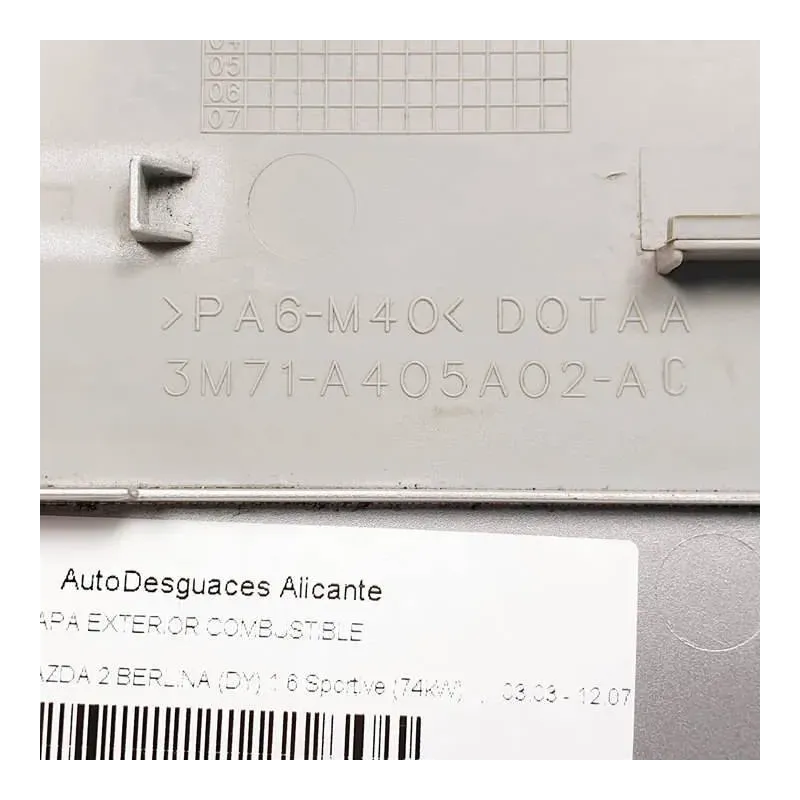 04
05
06
07
>PA6-M40< DOTAA
3M71-A405A02-AC
AutoDesguaces Alicante
APA EXTERIOR COMBUSTIBLE
AZDA 2 BERLINA (DY) 1.6 Sportive (74kW) , . 03.03 - 12.07